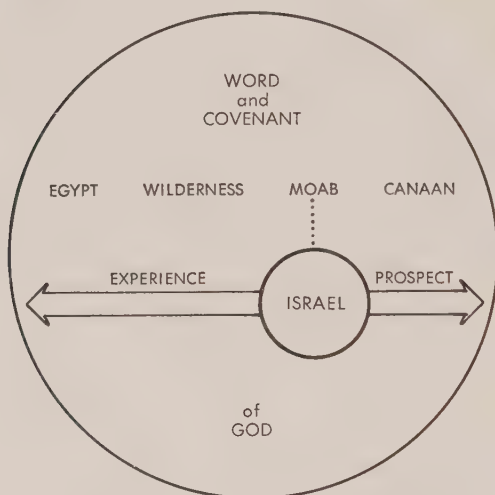 WORD
and
COVENANT
EGYPT WILDERNESS MOAB CANAAN
EXPERIENCE PROSPECT
ISRAEL
of
GOD